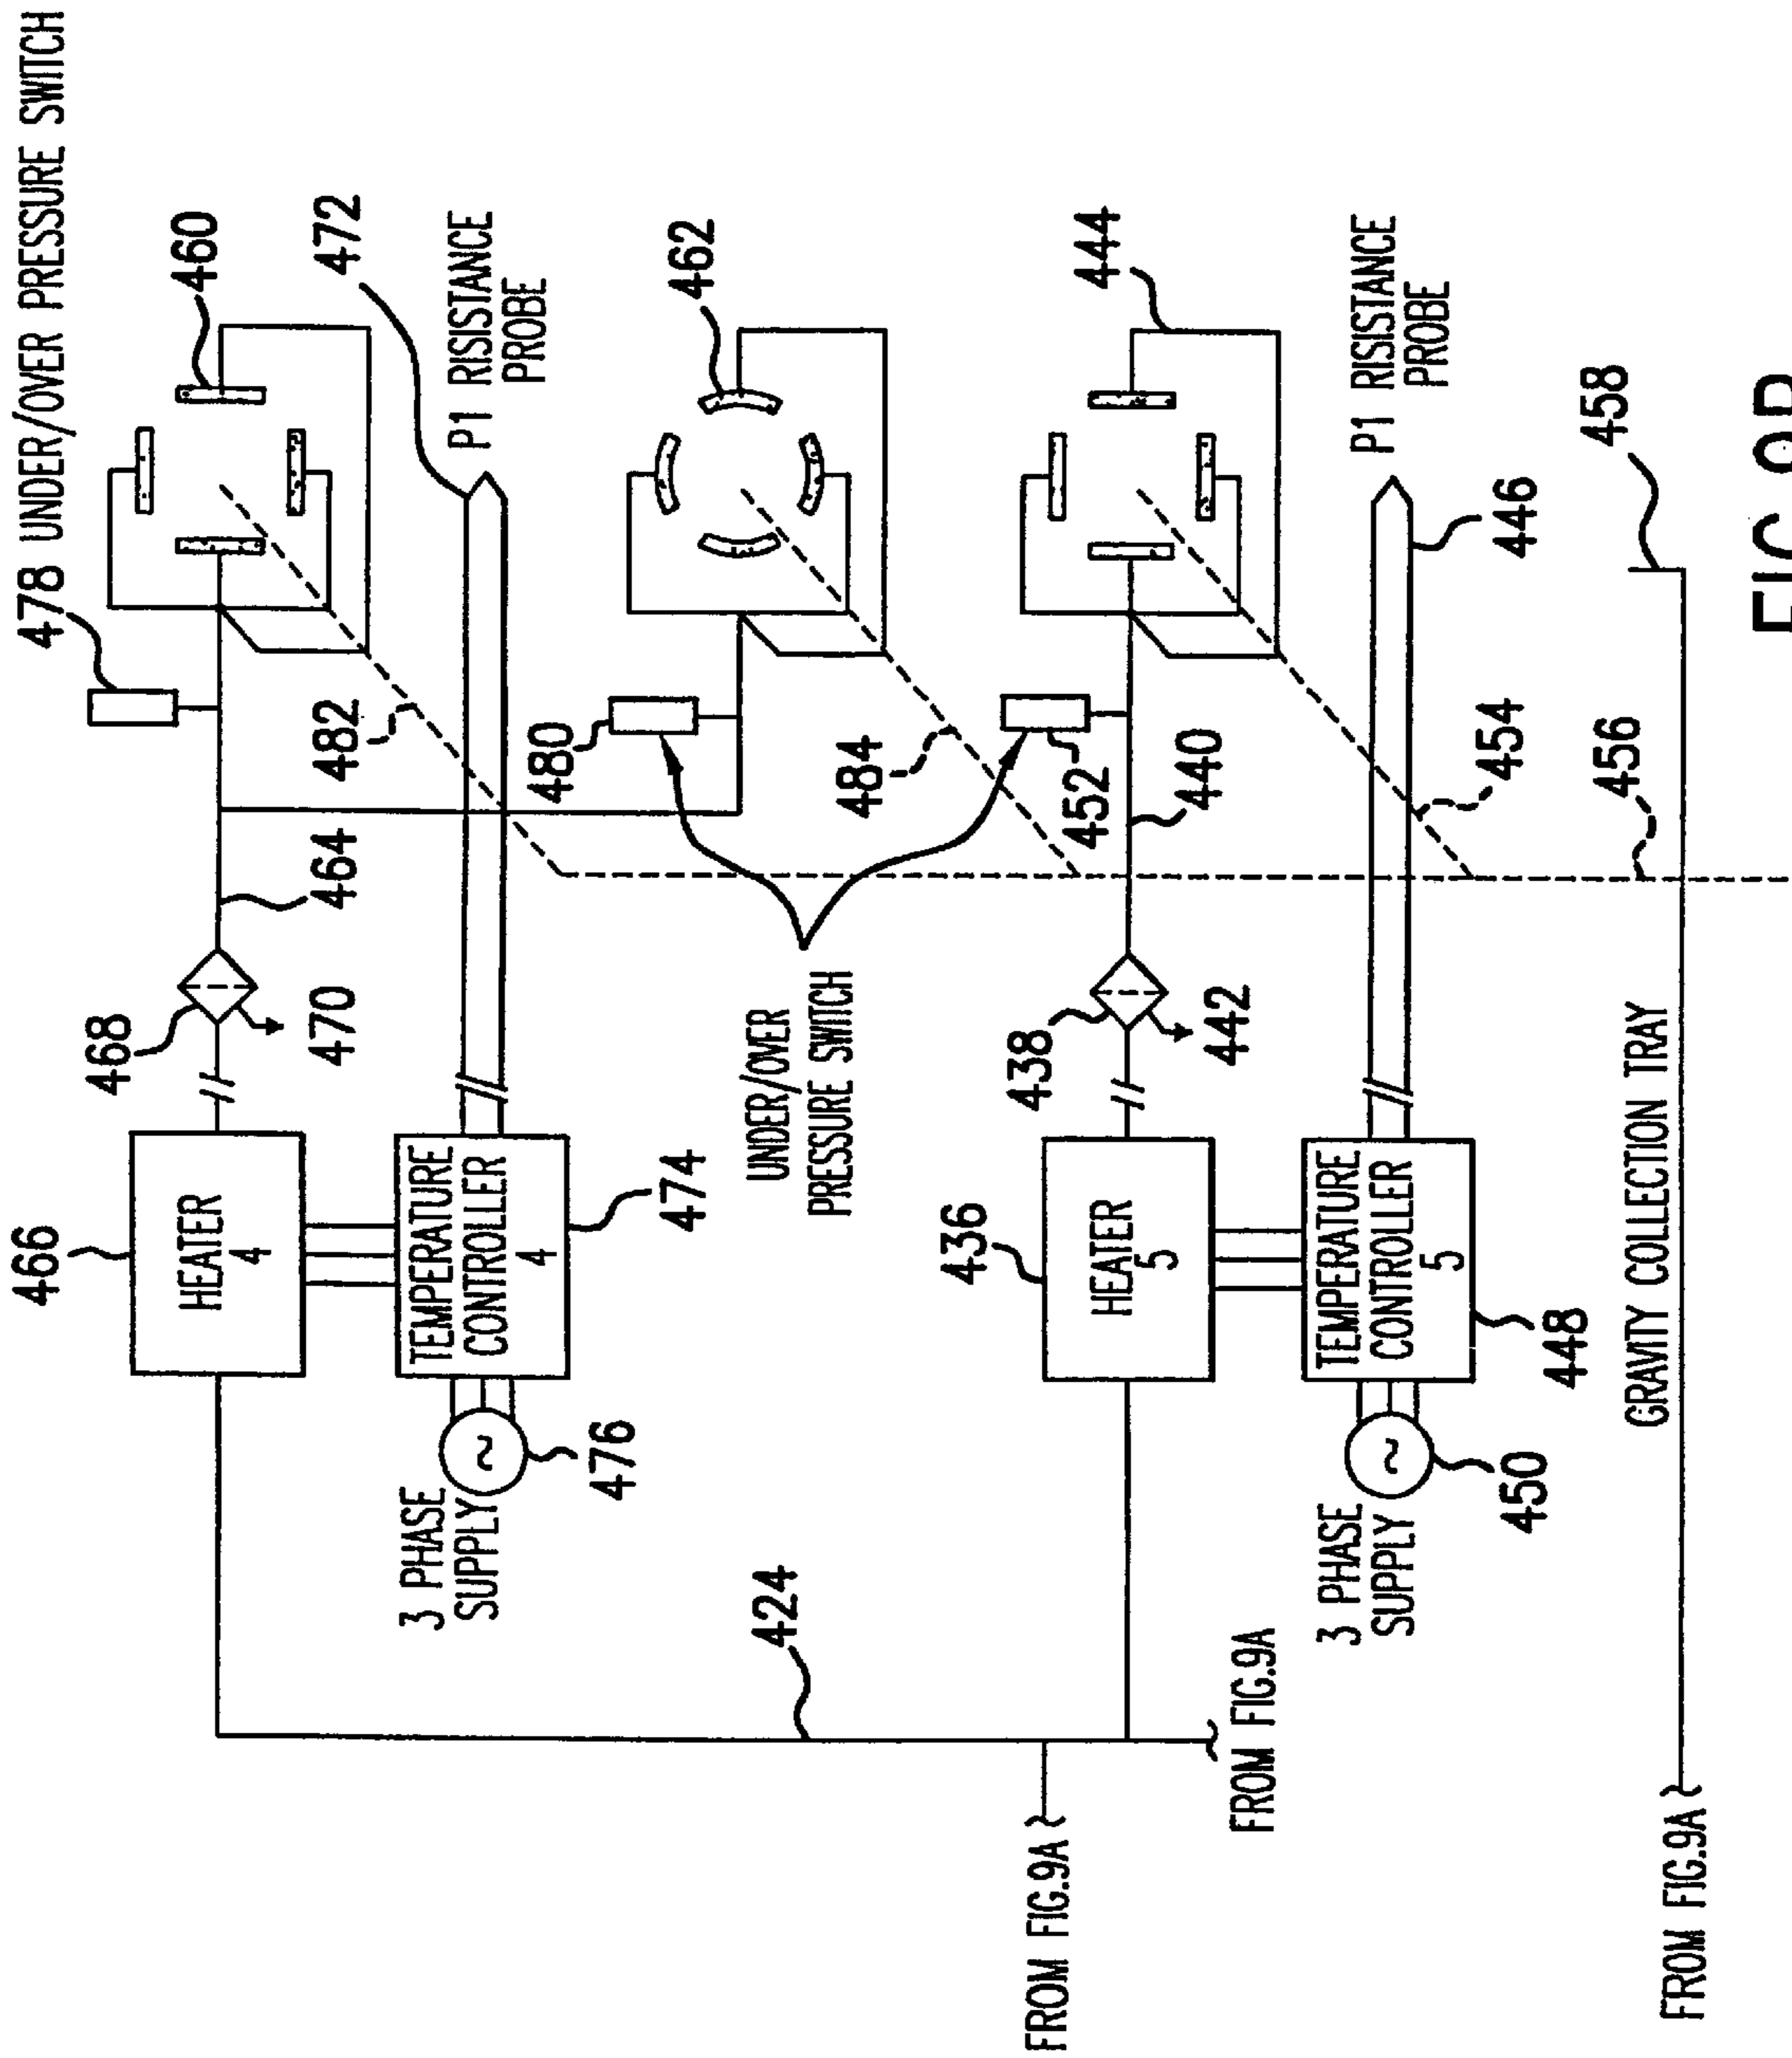 478 UNDER/OVER PRESSURE SWITCH
460
472
P1 RISISTANCE
PROBE
482
464
468
470
466
HEATER
4
TEMPERATURE
CONTROLLER
4
474
3 PHASE
SUPPLY
476
462
480
484
UNDER/OVER
PRESSURE SWITCH
452
444
440
438
442
436
HEATER
5
TEMPERATURE
CONTROLLER
5
448
3 PHASE
SUPPLY
450
P1 RISISTANCE
PROBE
446
454
456
458
424
FROM FIG.9A
FROM FIG.9A
GRAVITY COLLECTION TRAY
FROM FIG.9A